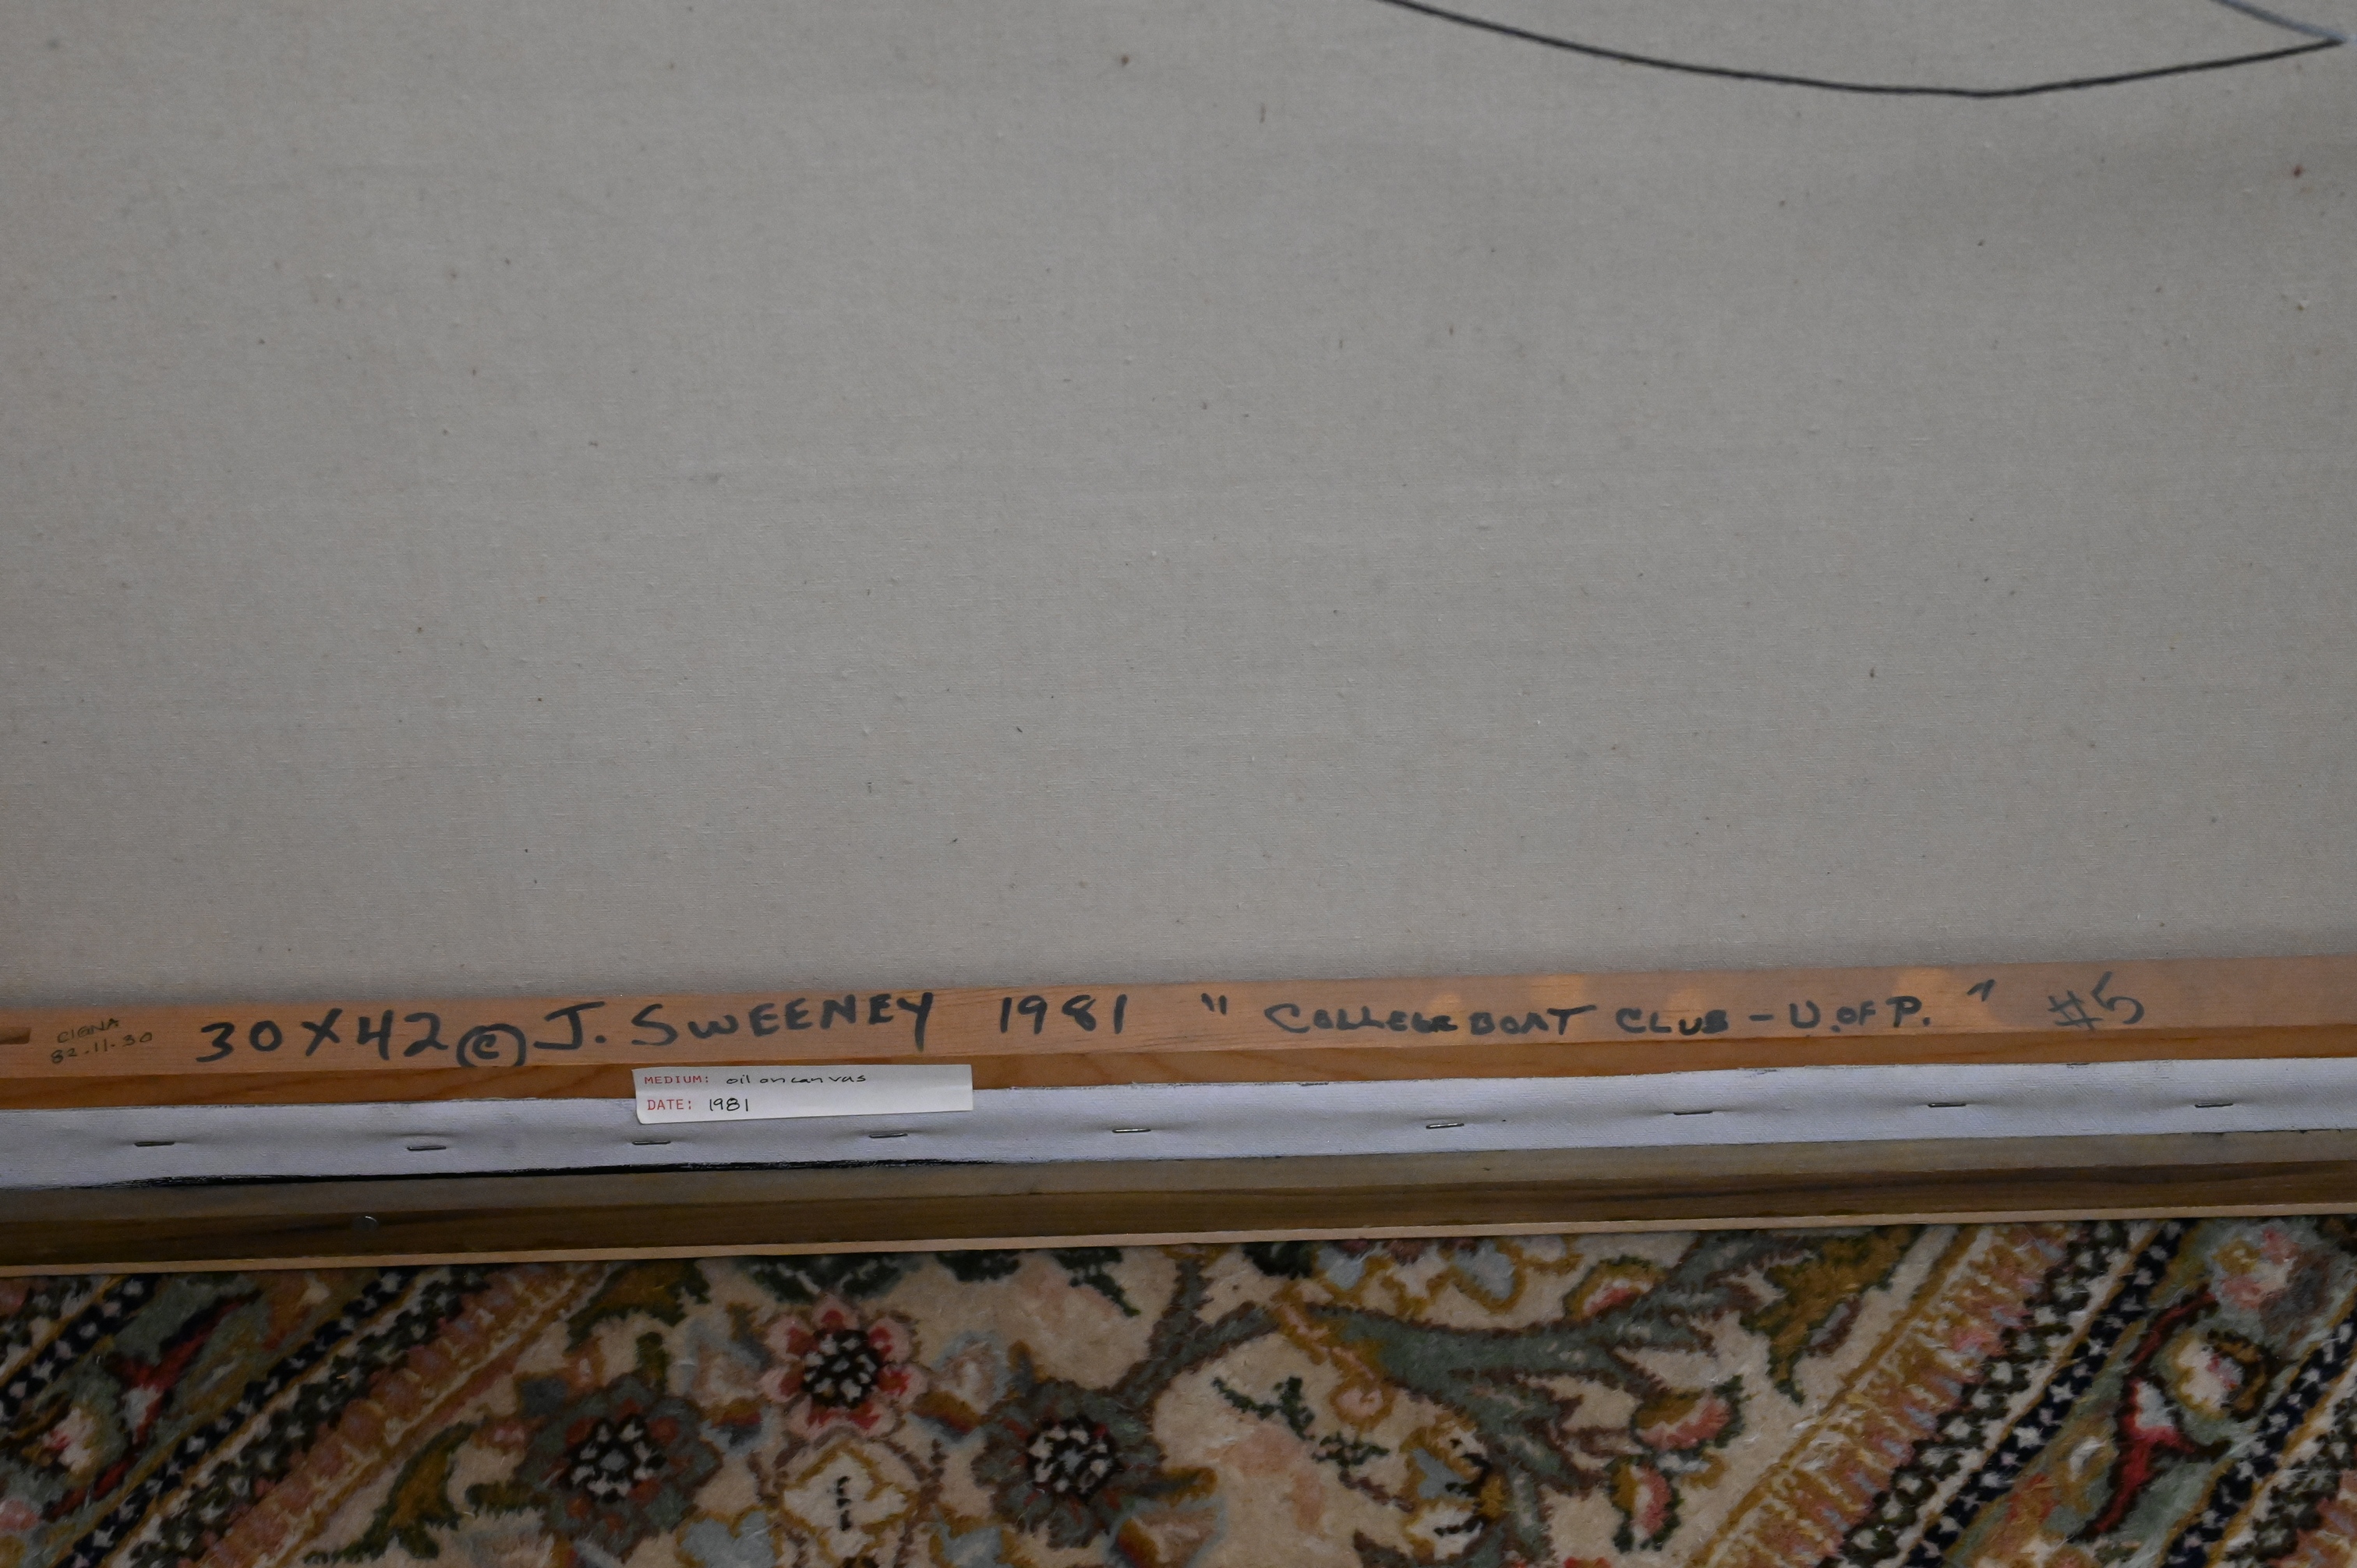 CIGNA
82.11.30
30X42 © J. SWEENEY 1981 "COLLEGE BOAT CLUB - U. OF P." #5
MEDIUM: oil on canvas
DATE: 1981